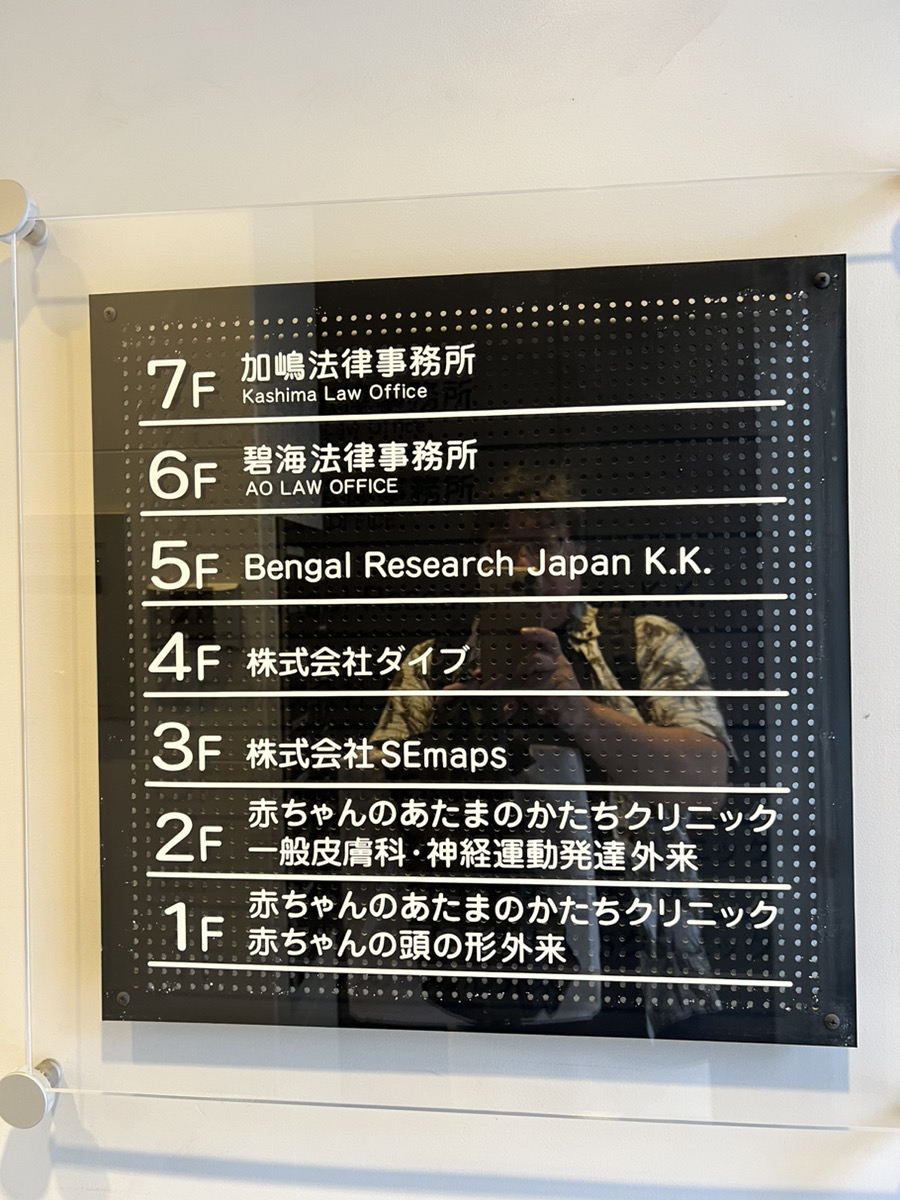 7F 加嶋法律事務所
Kashima Law Office
6F 碧海法律事務所
AO LAW OFFICE
5F Bengal Research Japan K.K.
4F 株式会社ダイブ
3F 株式会社SEmaps
2F 赤ちゃんのあたまのかたちクリニック
一般皮膚科・神経運動発達外来
1F 赤ちゃんのあたまのかたちクリニック
赤ちゃんの頭の形外来